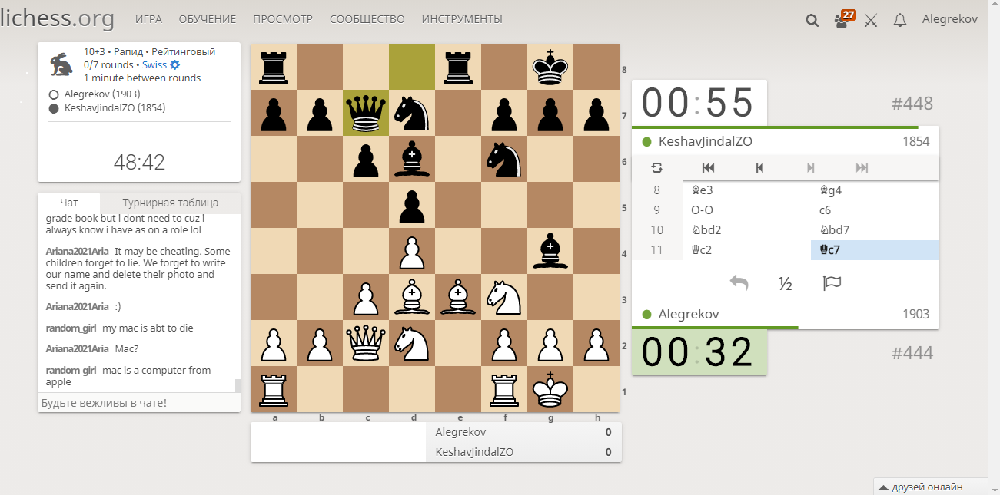 lichess.org
ИГРА ОБУЧЕНИЕ ПРОСМОТР СООБЩЕСТВО ИНСТРУМЕНТЫ
27
Alegrekov
10+3 • Рапид • Рейтинговый
0/7 rounds • Swiss
1 minute between rounds
Alegrekov (1903)
KeshavJindalZO (1854)
48:42
Чат Турнирная таблица
grade book but i dont need to cuz i
always know i have as on a role lol
Ariana2021Aria It may be cheating. Some
children forget to lie. We forget to write
our name and delete their photo and
send it again.
Ariana2021Aria :)
random_girl my mac is abt to die
Ariana2021Aria Mac?
random_girl mac is a computer from
apple
Будьте вежливы в чате!
8
7
6
5
4
3
2
1
a b c d e f g h
Alegrekov 0
KeshavJindalZO 0
00:55
#448
KeshavJindalZO 1854
8 ♗e3 ♗g4
9 O-O c6
10 ♘bd2 ♘bd7
11 ♕c2 ♛c7
½
Alegrekov 1903
00:32
#444
друзей онлайн